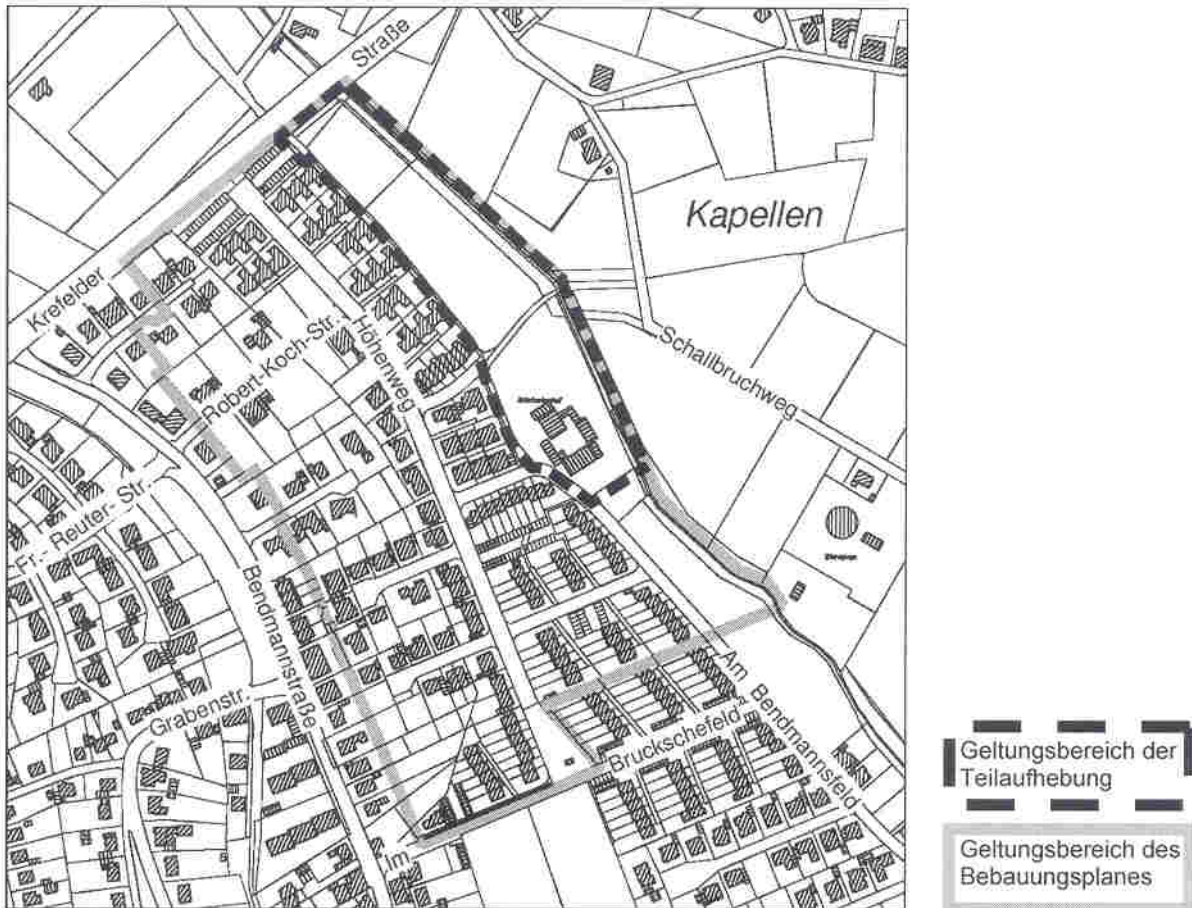 Straße
Kapellen
Krefelder
Robert-Koch-Str.
Höhenweg
Schallbruchweg
Fr.- Reuter- Str.
Bendmannstraße
Grabenstr.
Am Bendmannsfeld
Im Bruckschefeld
Geltungsbereich der
Teilaufhebung
Geltungsbereich des
Bebauungsplanes